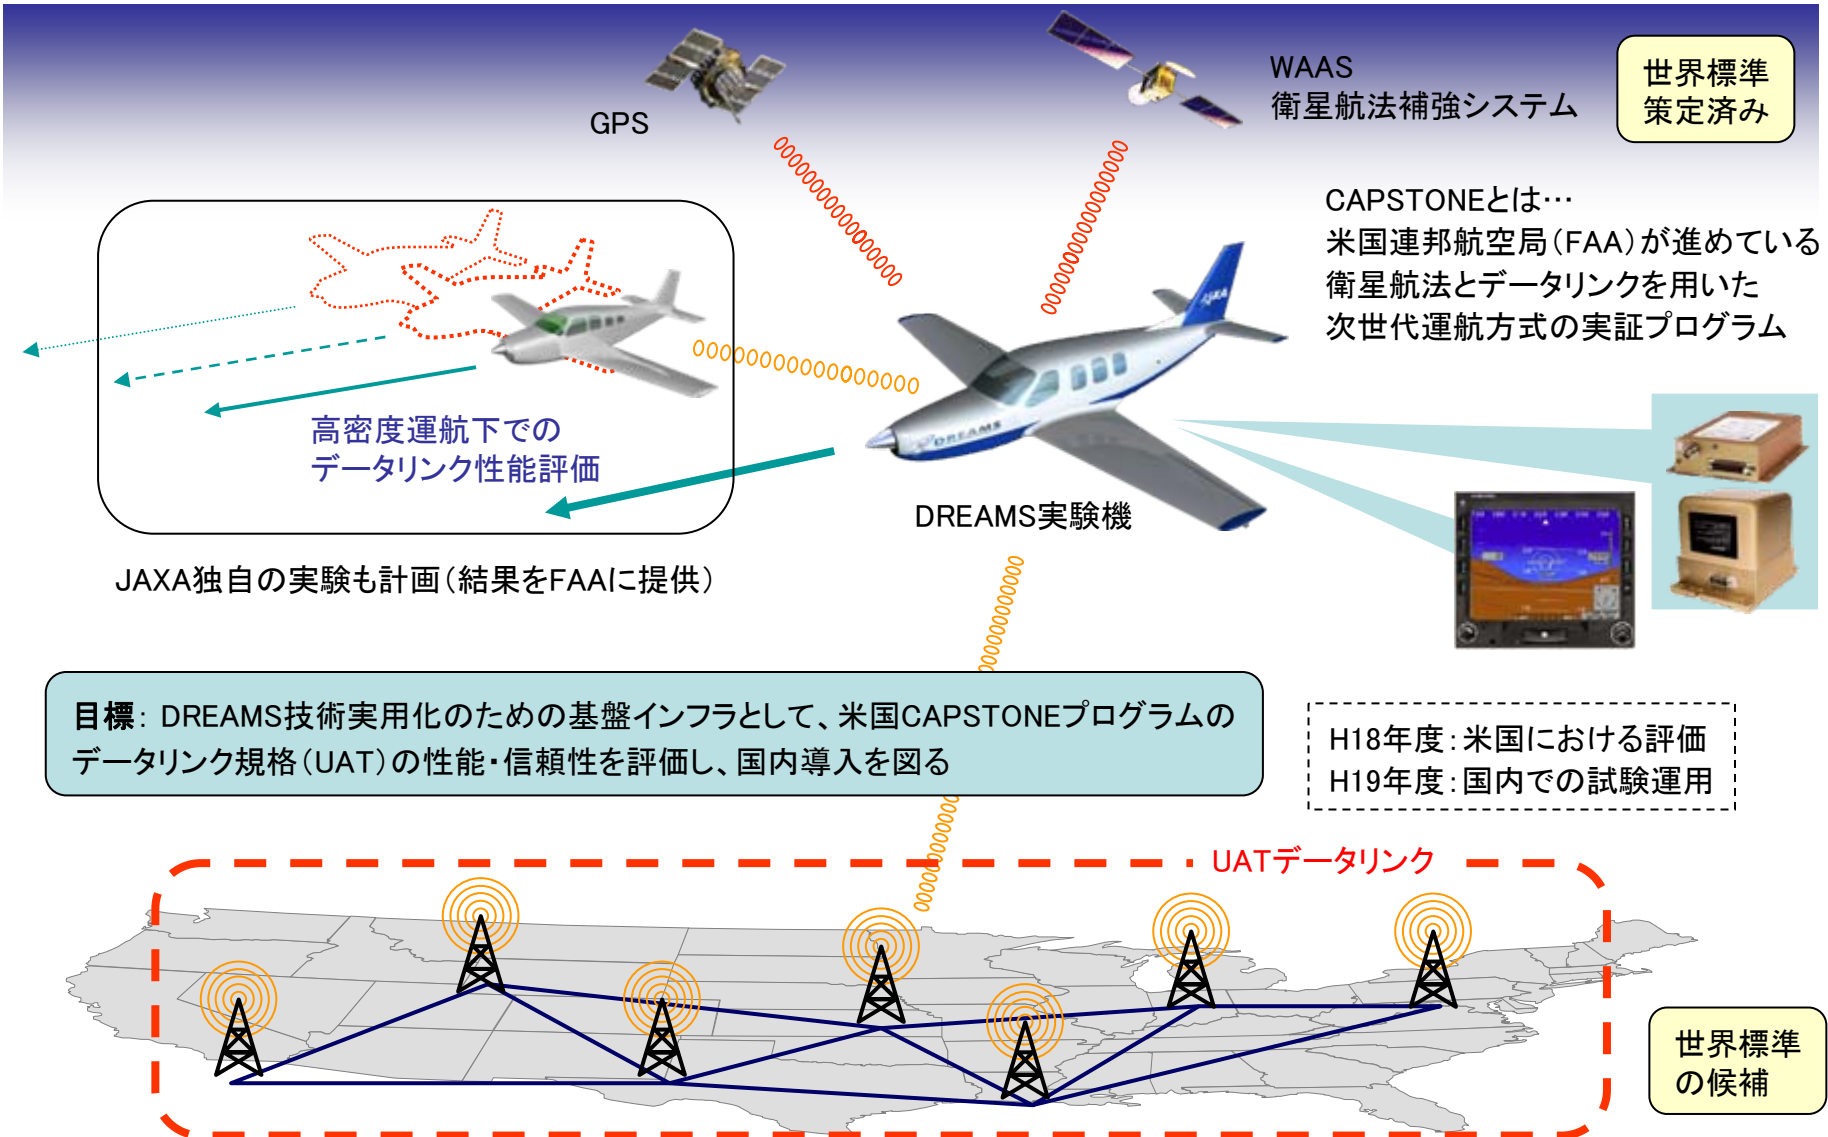 GPS
WAAS
衛星航法補強システム
世界標準
策定済み
CAPSTONEとは…
米国連邦航空局（FAA）が進めている
衛星航法とデータリンクを用いた
次世代運航方式の実証プログラム
高密度運航下での
データリンク性能評価
JAXA
DREAMS
DREAMS実験機
JAXA独自の実験も計画（結果をFAAに提供）
目標： DREAMS技術実用化のための基盤インフラとして、米国CAPSTONEプログラムの
データリンク規格（UAT）の性能・信頼性を評価し、国内導入を図る
H18年度：米国における評価
H19年度：国内での試験運用
UATデータリンク
世界標準
の候補